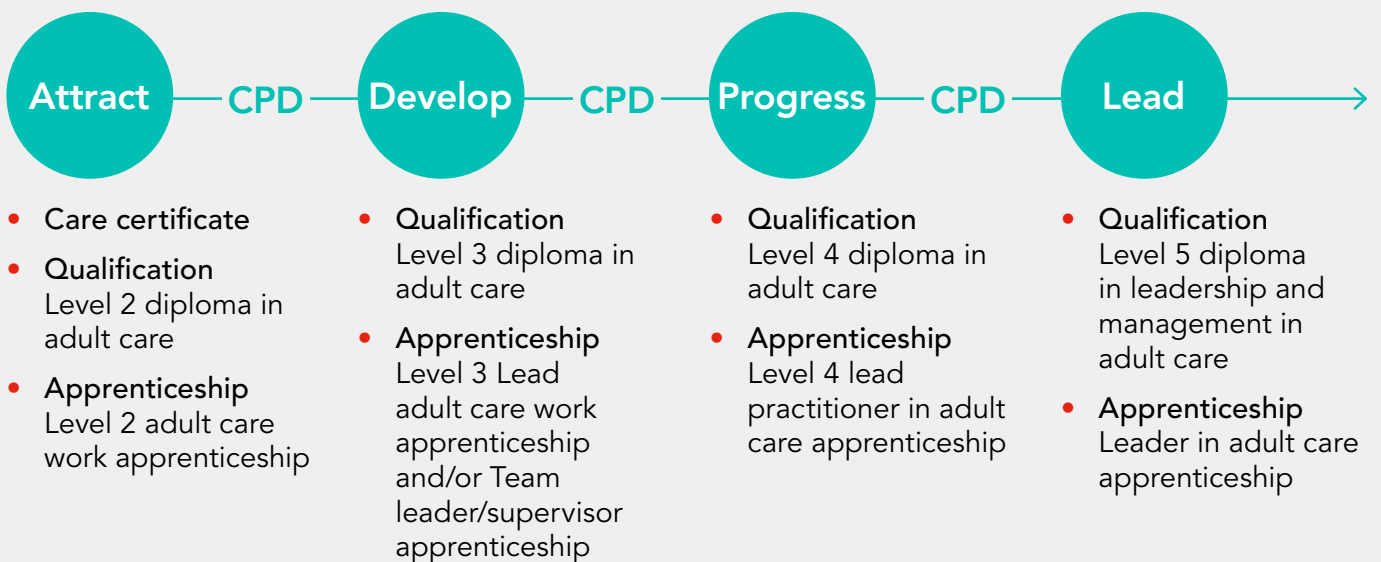 Attract CPD Develop CPD Progress CPD Lead
• Care certificate
• Qualification
Level 2 diploma in
adult care
• Apprenticeship
Level 2 adult care
work apprenticeship
• Qualification
Level 3 diploma in
adult care
• Apprenticeship
Level 3 Lead
adult care work
apprenticeship
and/or Team
leader/supervisor
apprenticeship
• Qualification
Level 4 diploma in
adult care
• Apprenticeship
Level 4 lead
practitioner in adult
care apprenticeship
• Qualification
Level 5 diploma
in leadership and
management in
adult care
• Apprenticeship
Leader in adult care
apprenticeship